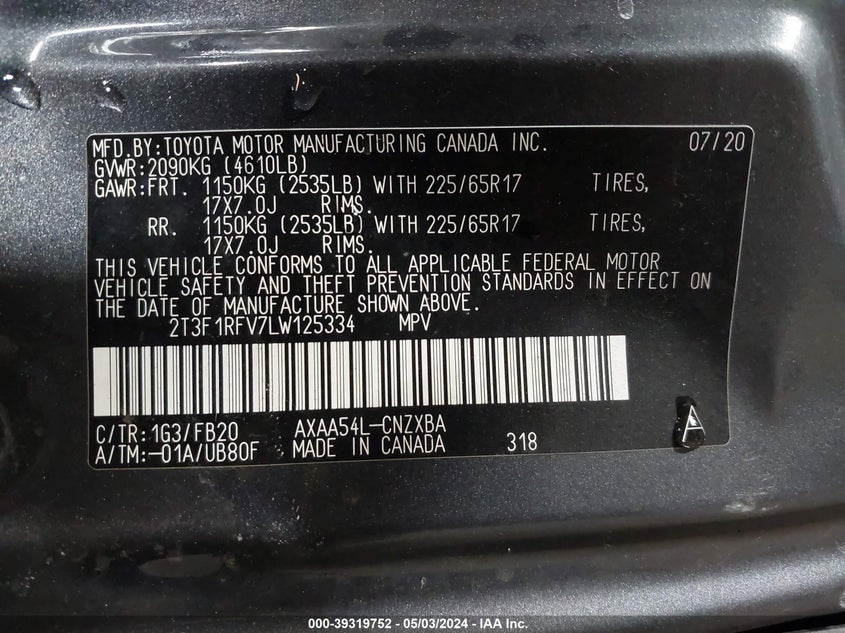 MFD.BY:TOYOTA MOTOR MANUFACTURING CANADA INC. 07/20
GVWR:2090KG (4610LB)
GAWR:FRT. 1150KG (2535LB) WITH 225/65R17 TIRES,
17X7.0J RIMS.
RR. 1150KG (2535LB) WITH 225/65R17 TIRES,
17X7.0J RIMS.
THIS VEHICLE CONFORMS TO ALL APPLICABLE FEDERAL MOTOR
VEHICLE SAFETY AND THEFT PREVENTION STANDARDS IN EFFECT ON
THE DATE OF MANUFACTURE SHOWN ABOVE.
2T3F1RFV7LW125334 MPV
C/TR:1G3/FB20 AXAA54L-CNZXBA
A/TM:-01A/UB80F MADE IN CANADA 318
A
000-39319752 - 05/03/2024 - IAA Inc.